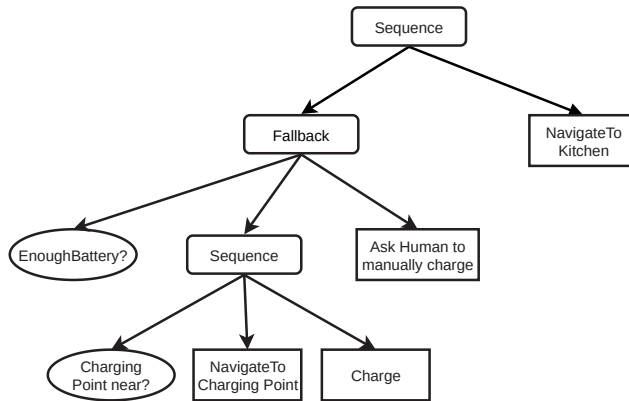 Sequence
Fallback
NavigateTo
Kitchen
EnoughBattery?
Sequence
Ask Human to
manually charge
Charging
Point near?
NavigateTo
Charging Point
Charge